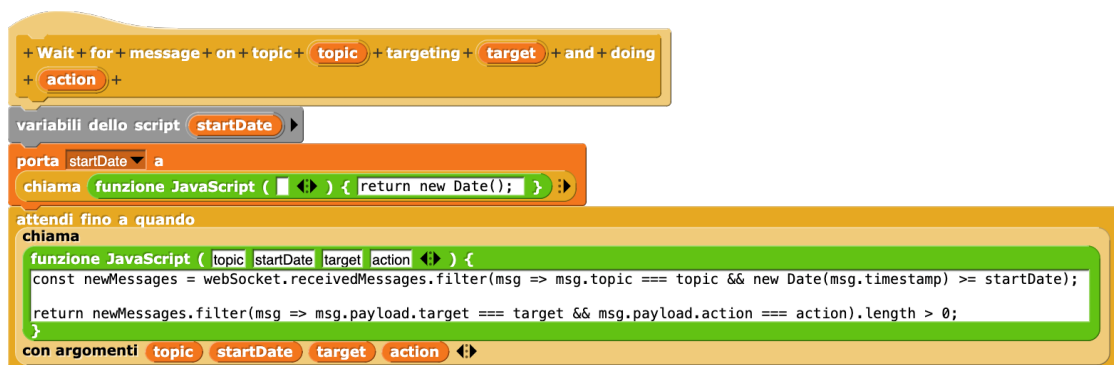 + Wait + for + message + on + topic + topic + targeting + target + and + doing
+ action +
variabili dello script startDate
porta startDate a
chiama funzione JavaScript ( ) { return new Date(); }
attendi fino a quando
chiama
funzione JavaScript ( topic startDate target action ) {
const newMessages = webSocket.receivedMessages.filter(msg => msg.topic === topic && new Date(msg.timestamp) >= startDate);
return newMessages.filter(msg => msg.payload.target === target && msg.payload.action === action).length > 0;
}
con argomenti topic startDate target action